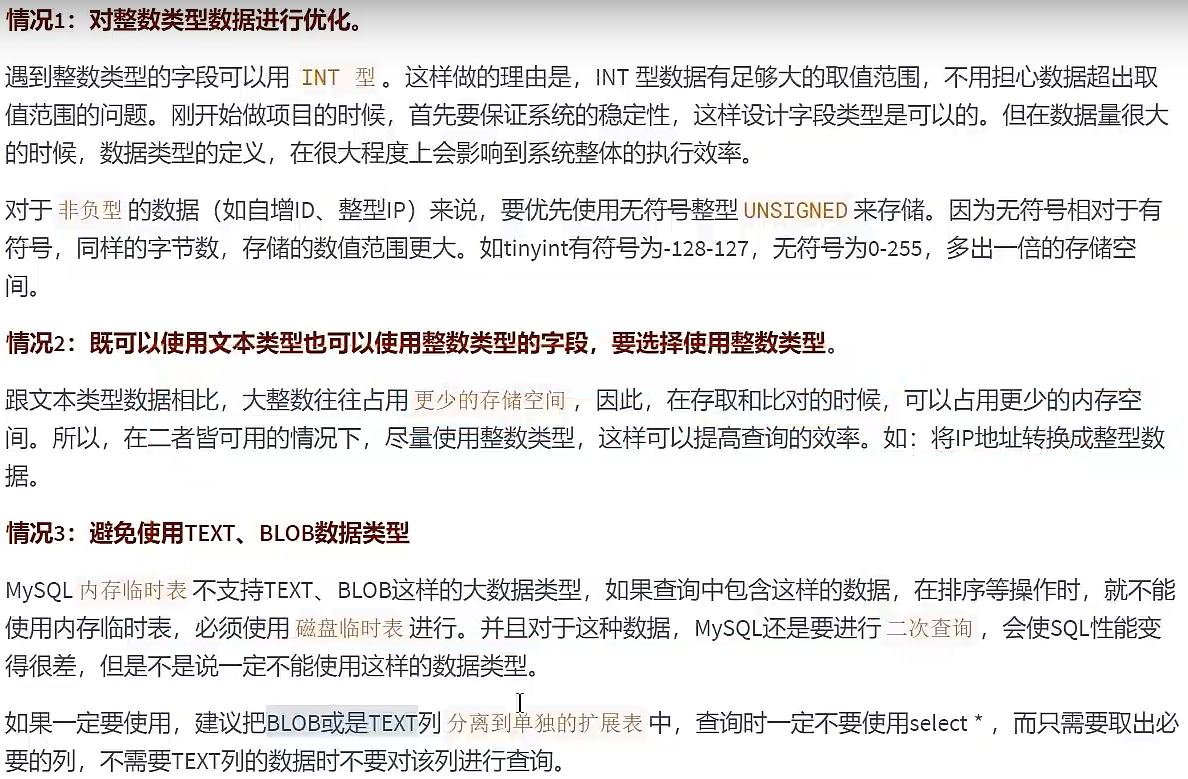 情况1：对整数类型数据进行优化。
遇到整数类型的字段可以用 INT 型 。这样做的理由是，INT 型数据有足够大的取值范围，不用担心数据超出取
值范围的问题。刚开始做项目的时候，首先要保证系统的稳定性，这样设计字段类型是可以的。但在数据量很大
的时候，数据类型的定义，在很大程度上会影响到系统整体的执行效率。
对于 非负型 的数据（如自增ID、整型IP）来说，要优先使用无符号整型 UNSIGNED 来存储。因为无符号相对于有
符号，同样的字节数，存储的数值范围更大。如tinyint有符号为-128-127，无符号为0-255，多出一倍的存储空
间。
情况2：既可以使用文本类型也可以使用整数类型的字段，要选择使用整数类型。
跟文本类型数据相比，大整数往往占用 更少的存储空间 ，因此，在存取和比对的时候，可以占用更少的内存空
间。所以，在二者皆可用的情况下，尽量使用整数类型，这样可以提高查询的效率。如：将IP地址转换成整型数
据。
情况3：避免使用TEXT、BLOB数据类型
MySQL 内存临时表 不支持TEXT、BLOB这样的大数据类型，如果查询中包含这样的数据，在排序等操作时，就不能
使用内存临时表，必须使用 磁盘临时表 进行。并且对于这种数据，MySQL还是要进行 二次查询 ，会使SQL性能变
得很差，但是不是说一定不能使用这样的数据类型。
如果一定要使用，建议把BLOB或是TEXT列 分离到单独的扩展表 中，查询时一定不要使用select * ，而只需要取出必
要的列，不需要TEXT列的数据时不要对该列进行查询。